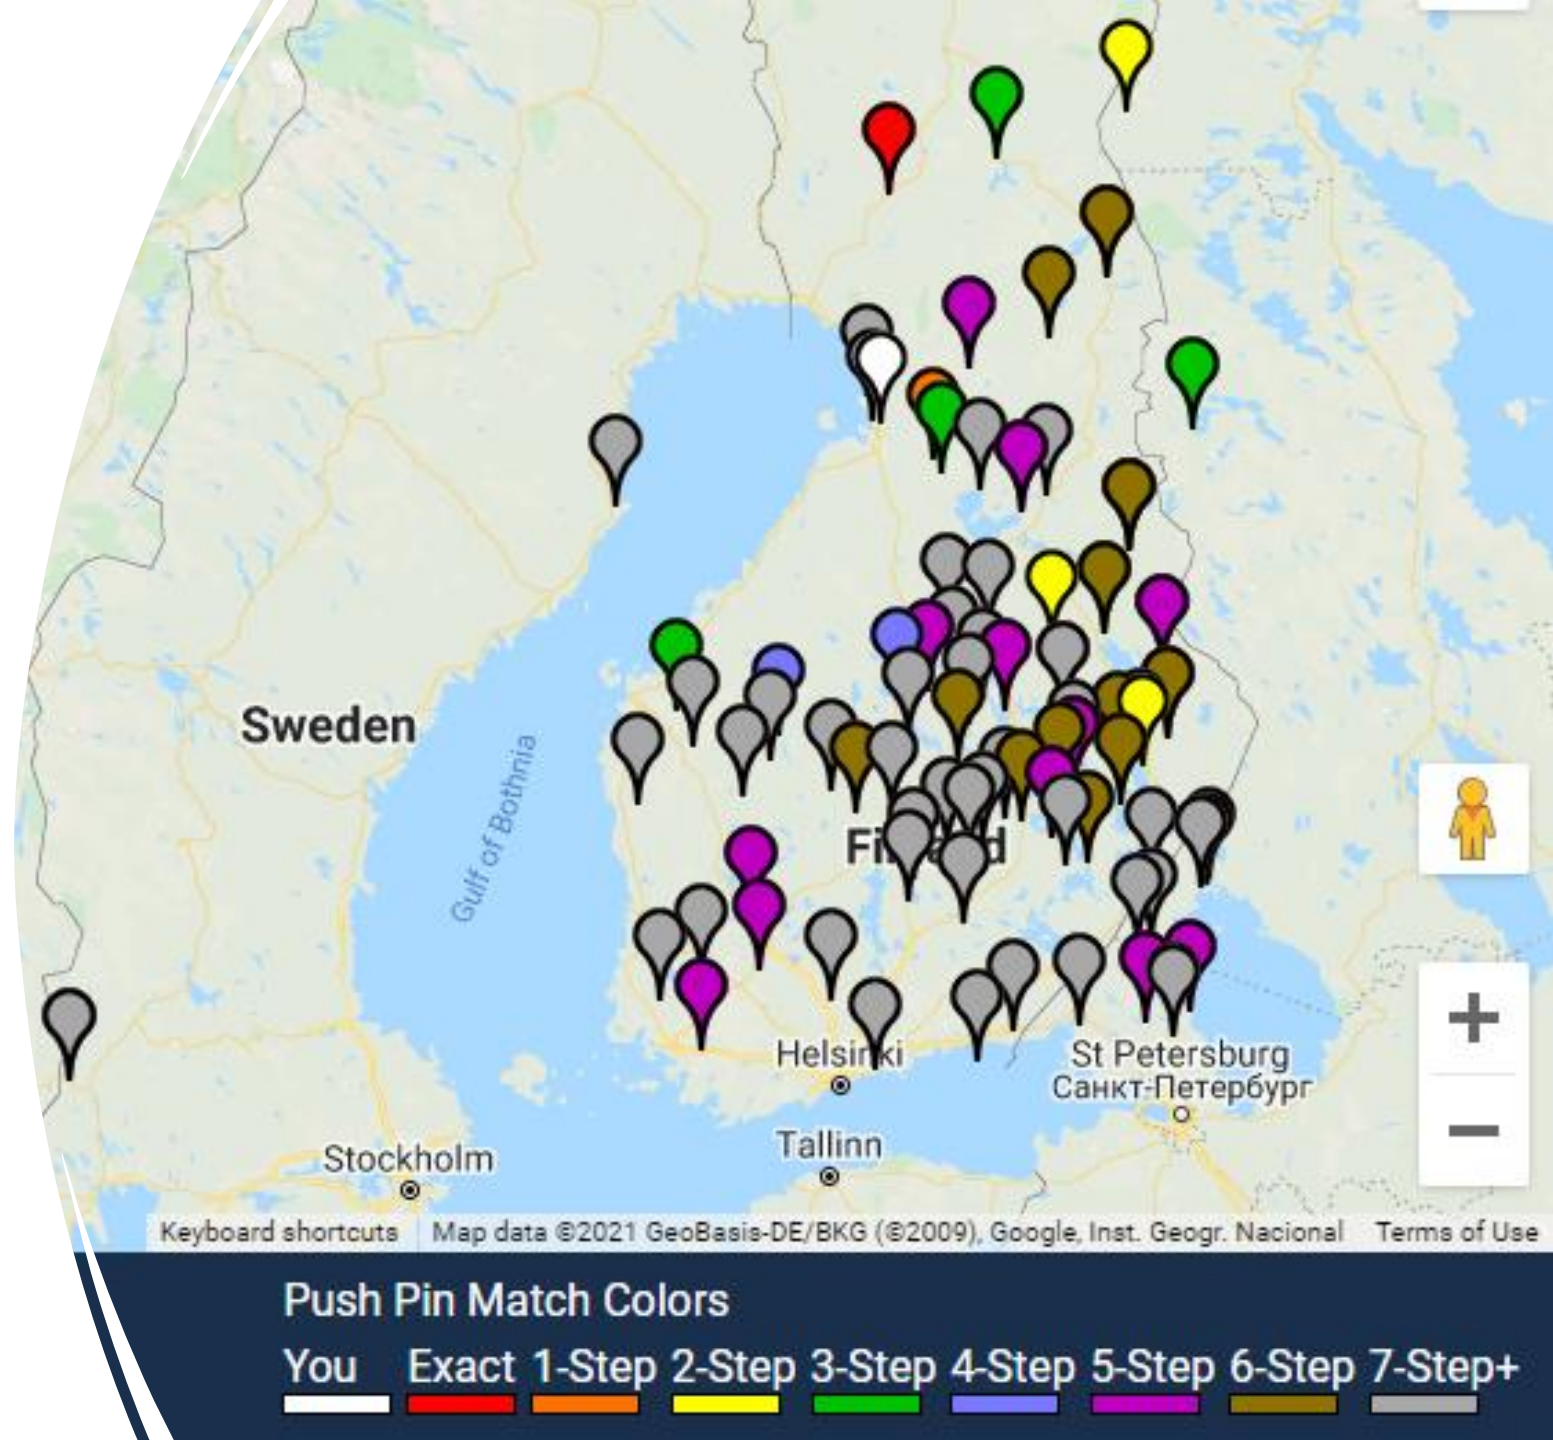 Sweden
Gulf of Bothnia
Helsinki
St Petersburg
Санкт-Петербург
Tallinn
Stockholm
Keyboard shortcuts Map data ©2021 GeoBasis-DE/BKG (©2009), Google, Inst. Geogr. Nacional Terms of Use
Push Pin Match Colors
You Exact 1-Step 2-Step 3-Step 4-Step 5-Step 6-Step 7-Step+